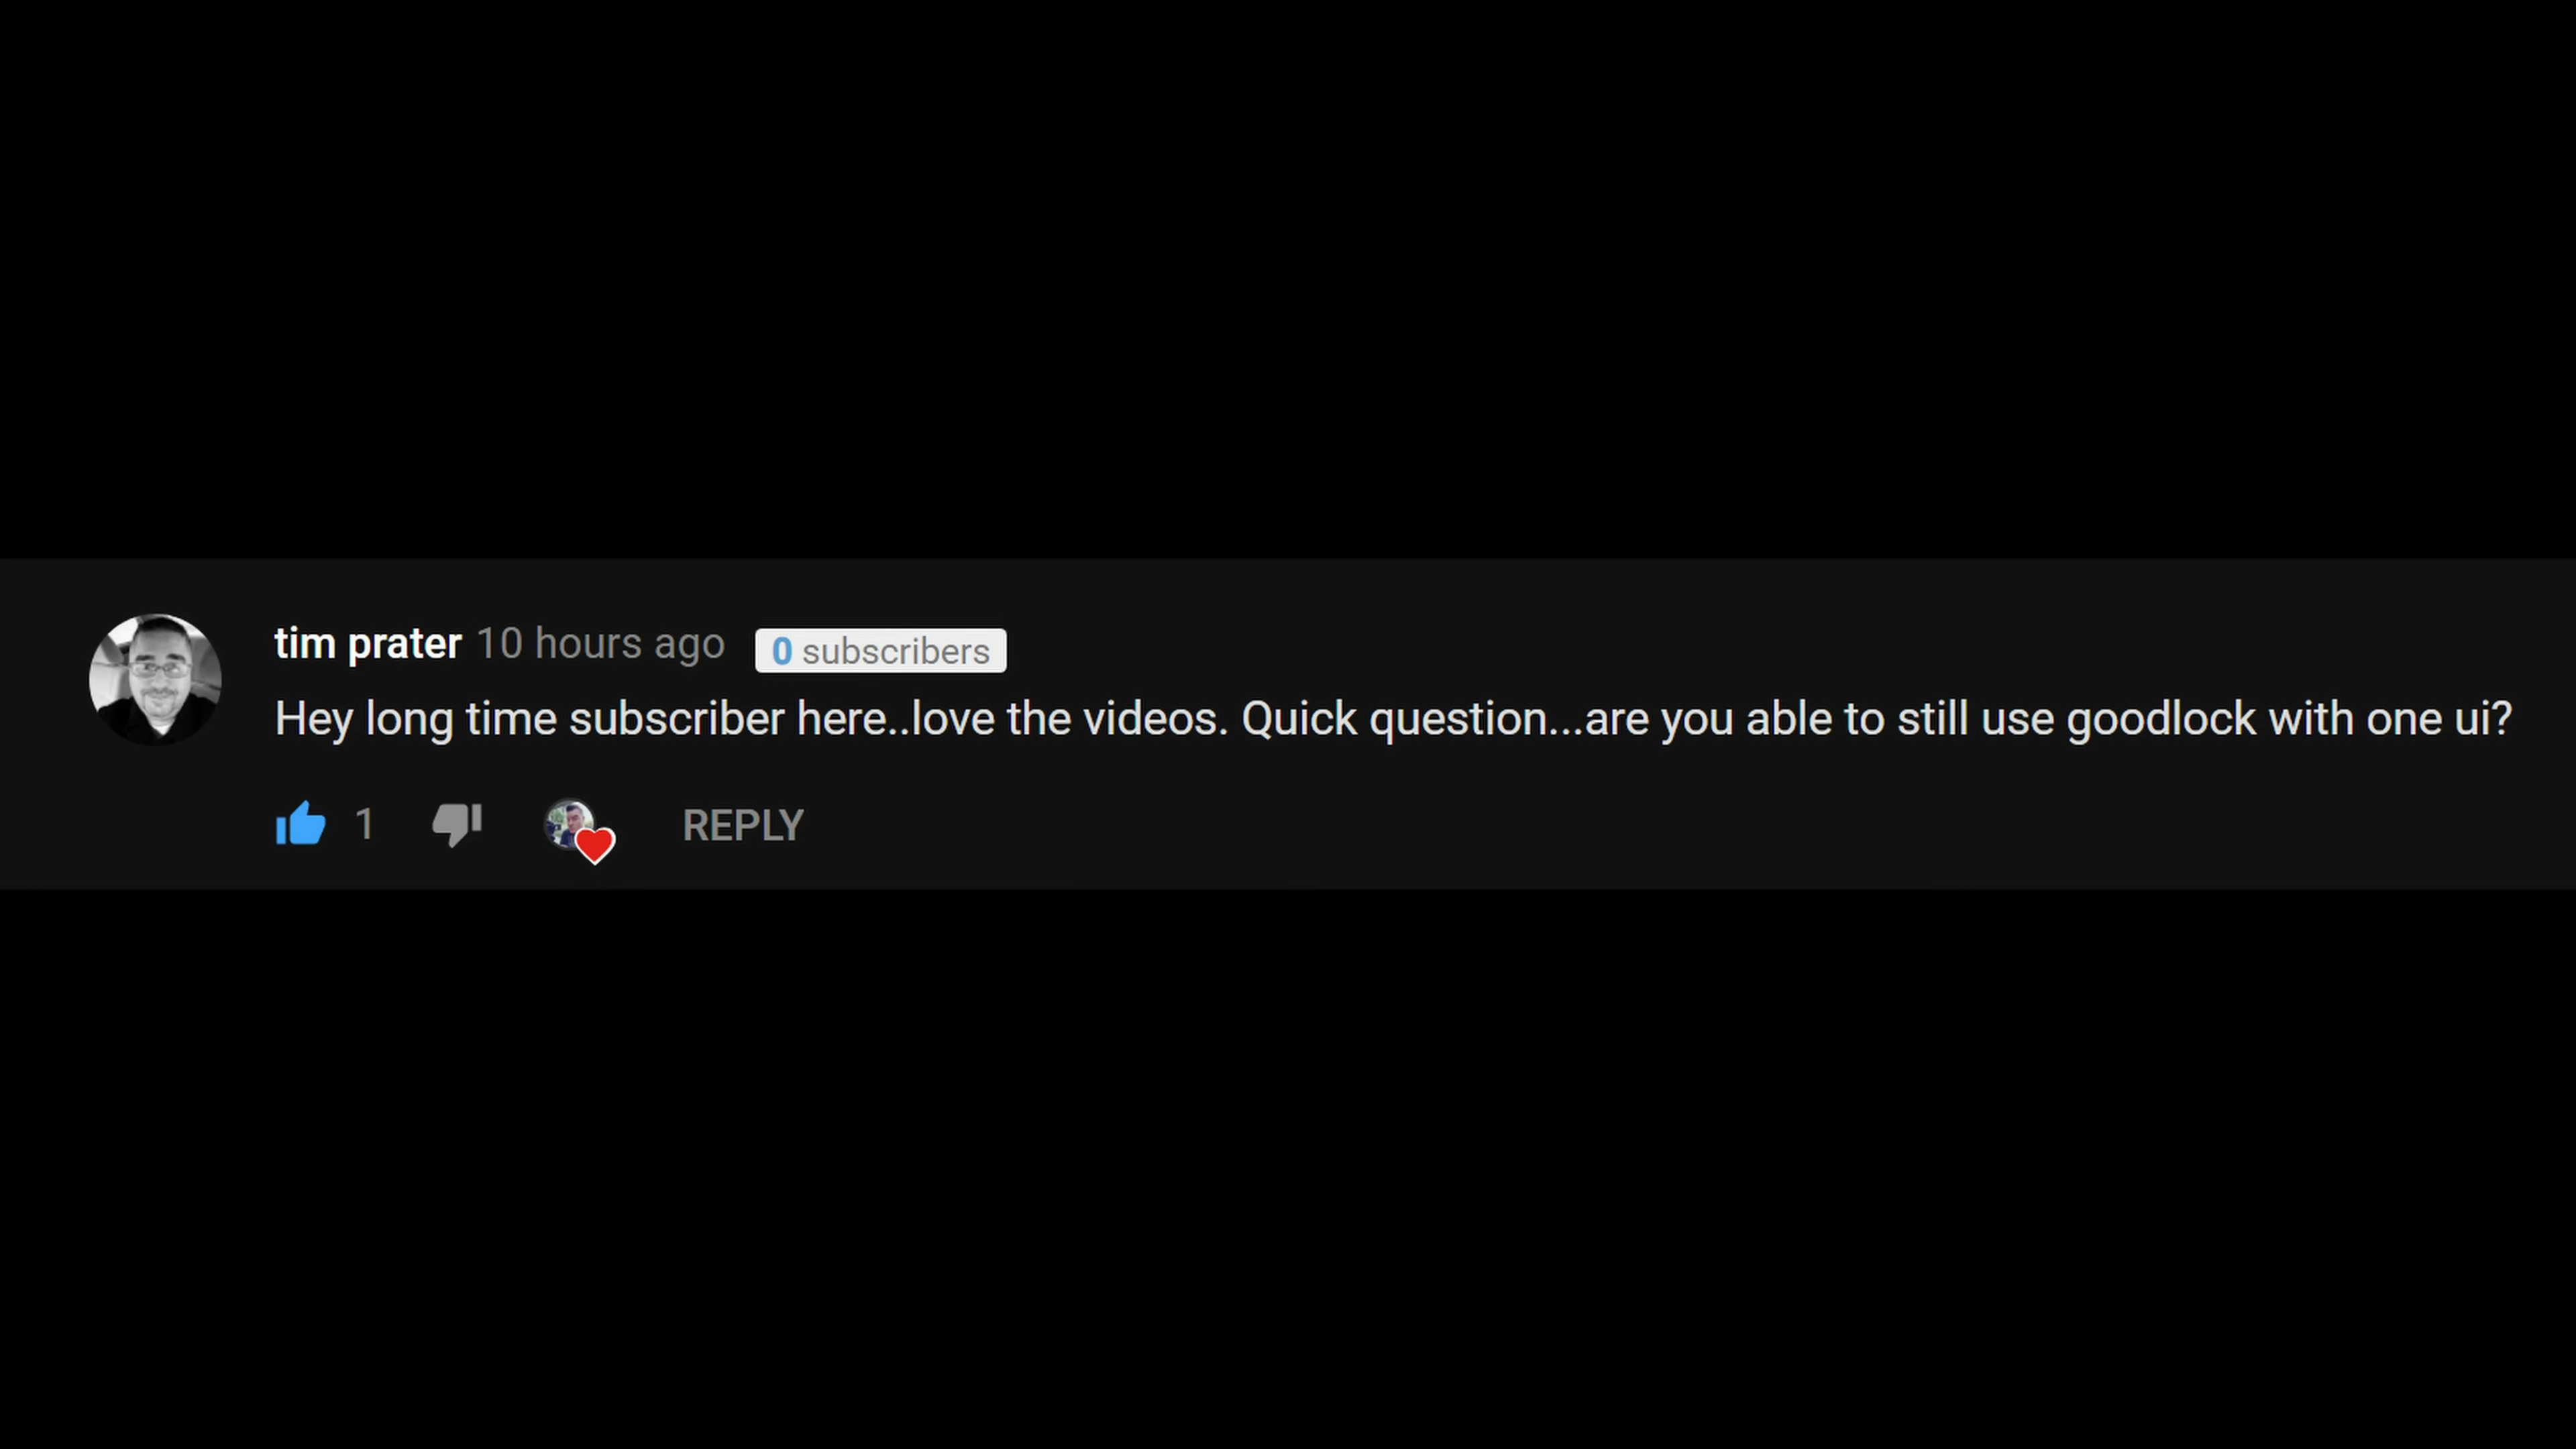 tim prater 10 hours ago 0 subscribers
Hey long time subscriber here..love the videos. Quick question...are you able to still use goodlock with one ui?
1 REPLY